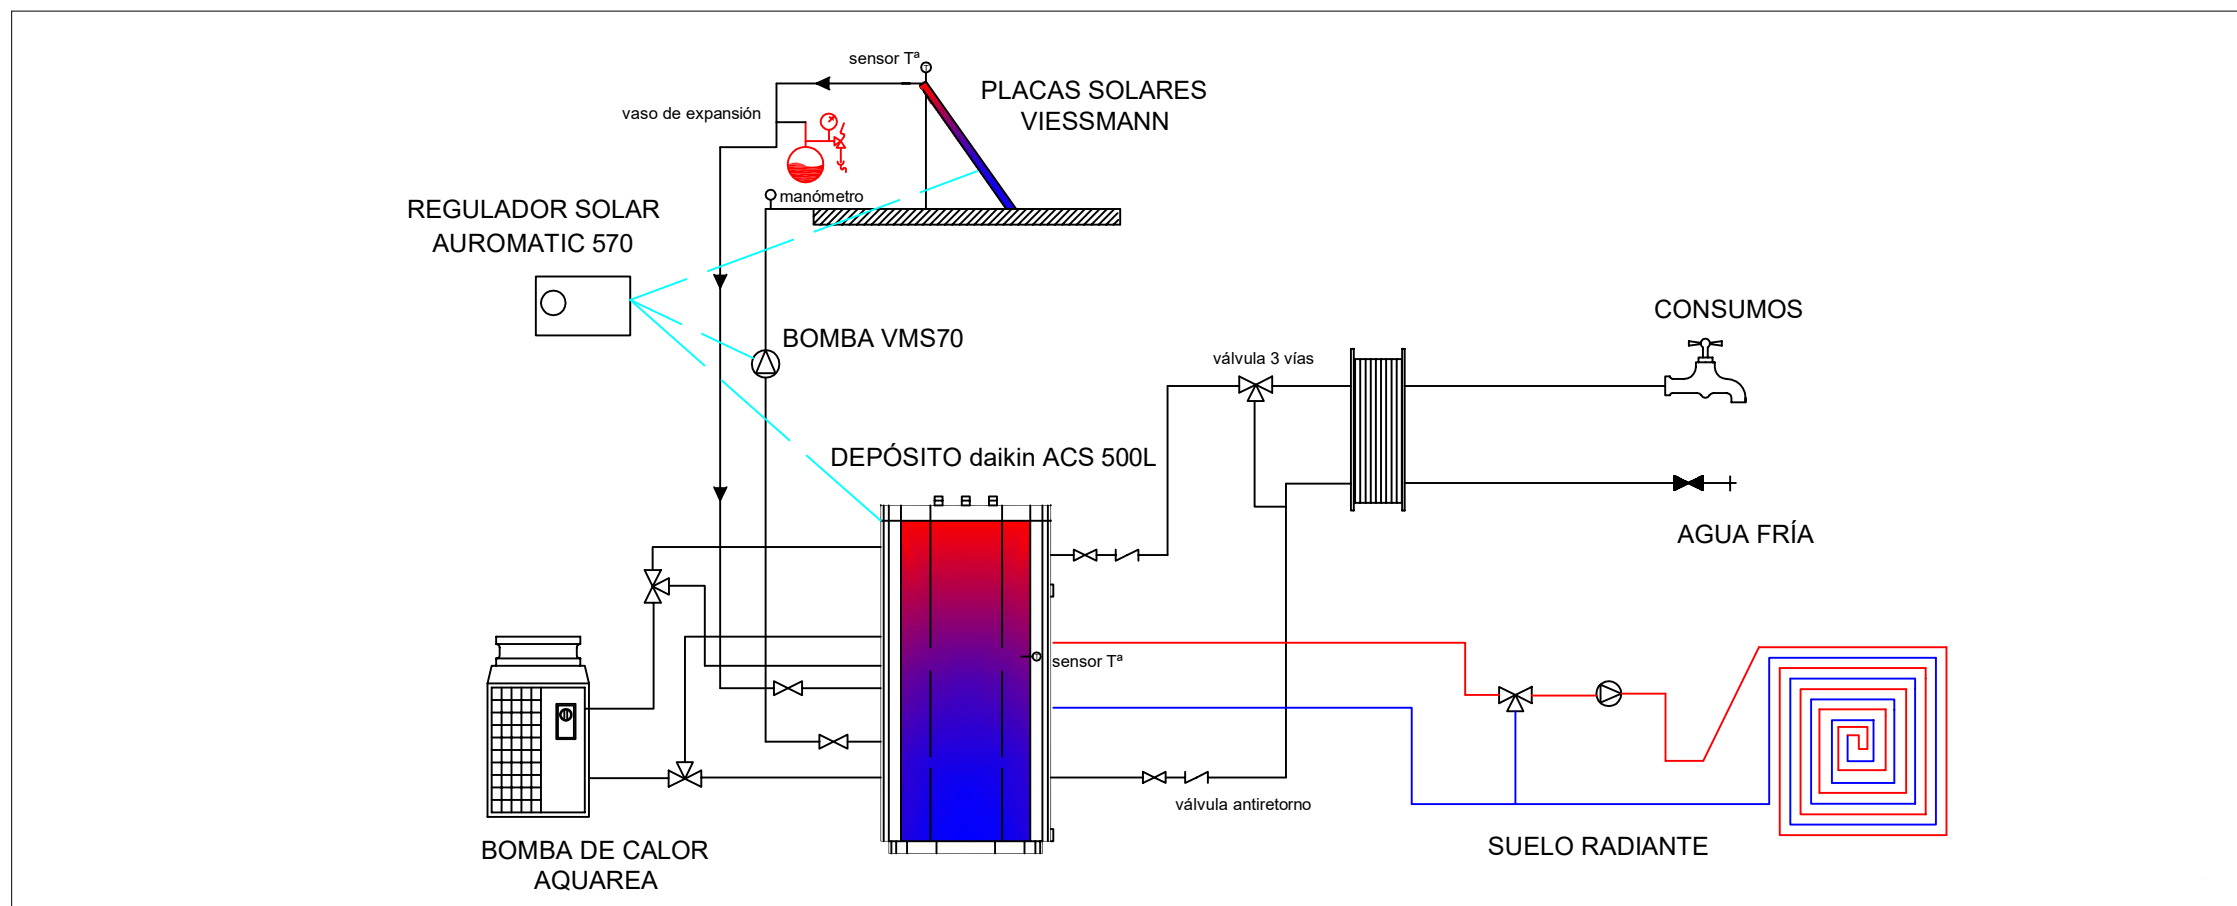 sensor Tª
PLACAS SOLARES
VIESSMANN
vaso de expansión
manómetro
REGULADOR SOLAR
AUROMATIC 570
BOMBA VMS70
CONSUMOS
válvula 3 vías
DEPÓSITO daikin ACS 500L
AGUA FRÍA
sensor Tª
válvula antiretorno
SUELO RADIANTE
BOMBA DE CALOR
AQUAREA